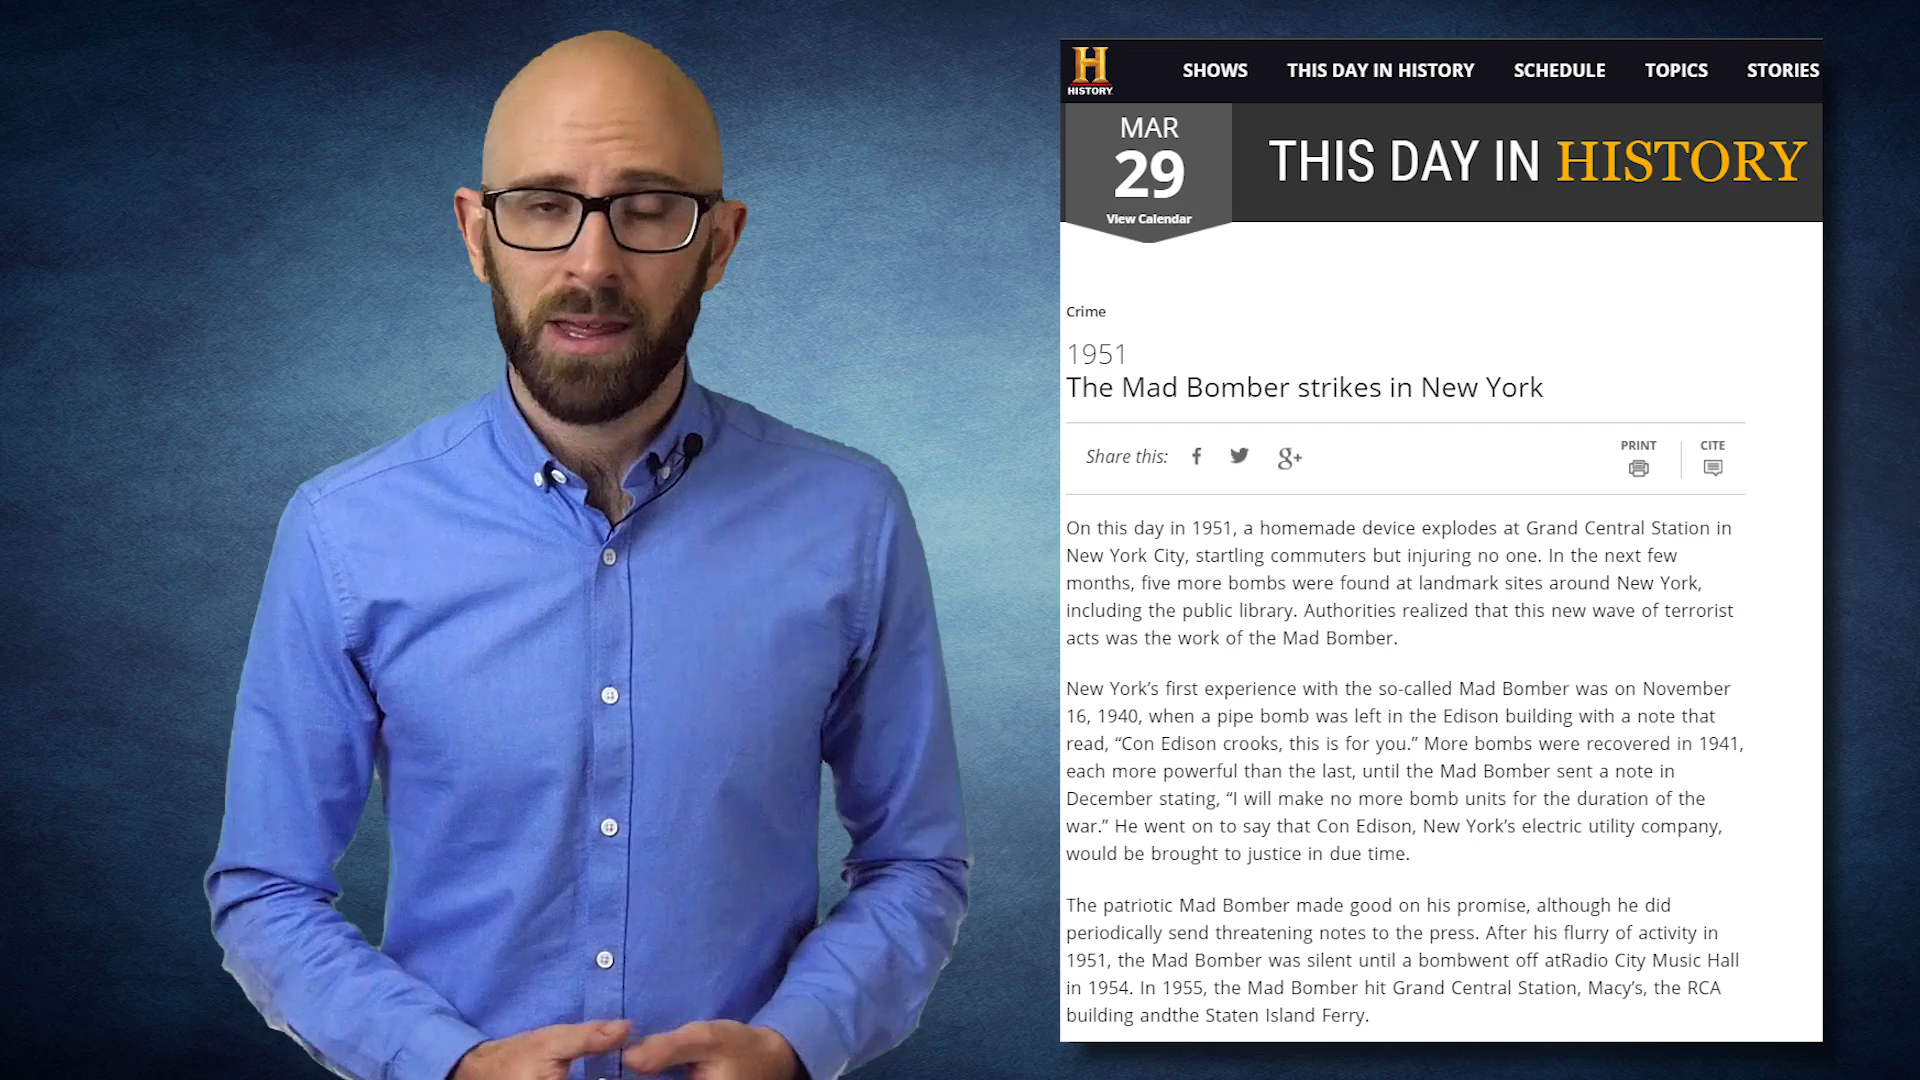 H
HISTORY
SHOWS THIS DAY IN HISTORY SCHEDULE TOPICS STORIES
MAR
29
View Calendar
THIS DAY IN HISTORY
Crime
1951
The Mad Bomber strikes in New York
Share this: f g+
PRINT CITE
On this day in 1951, a homemade device explodes at Grand Central Station in
New York City, startling commuters but injuring no one. In the next few
months, five more bombs were found at landmark sites around New York,
including the public library. Authorities realized that this new wave of terrorist
acts was the work of the Mad Bomber.
New York’s first experience with the so-called Mad Bomber was on November
16, 1940, when a pipe bomb was left in the Edison building with a note that
read, “Con Edison crooks, this is for you.” More bombs were recovered in 1941,
each more powerful than the last, until the Mad Bomber sent a note in
December stating, “I will make no more bomb units for the duration of the
war.” He went on to say that Con Edison, New York’s electric utility company,
would be brought to justice in due time.
The patriotic Mad Bomber made good on his promise, although he did
periodically send threatening notes to the press. After his flurry of activity in
1951, the Mad Bomber was silent until a bombwent off atRadio City Music Hall
in 1954. In 1955, the Mad Bomber hit Grand Central Station, Macy’s, the RCA
building andthe Staten Island Ferry.